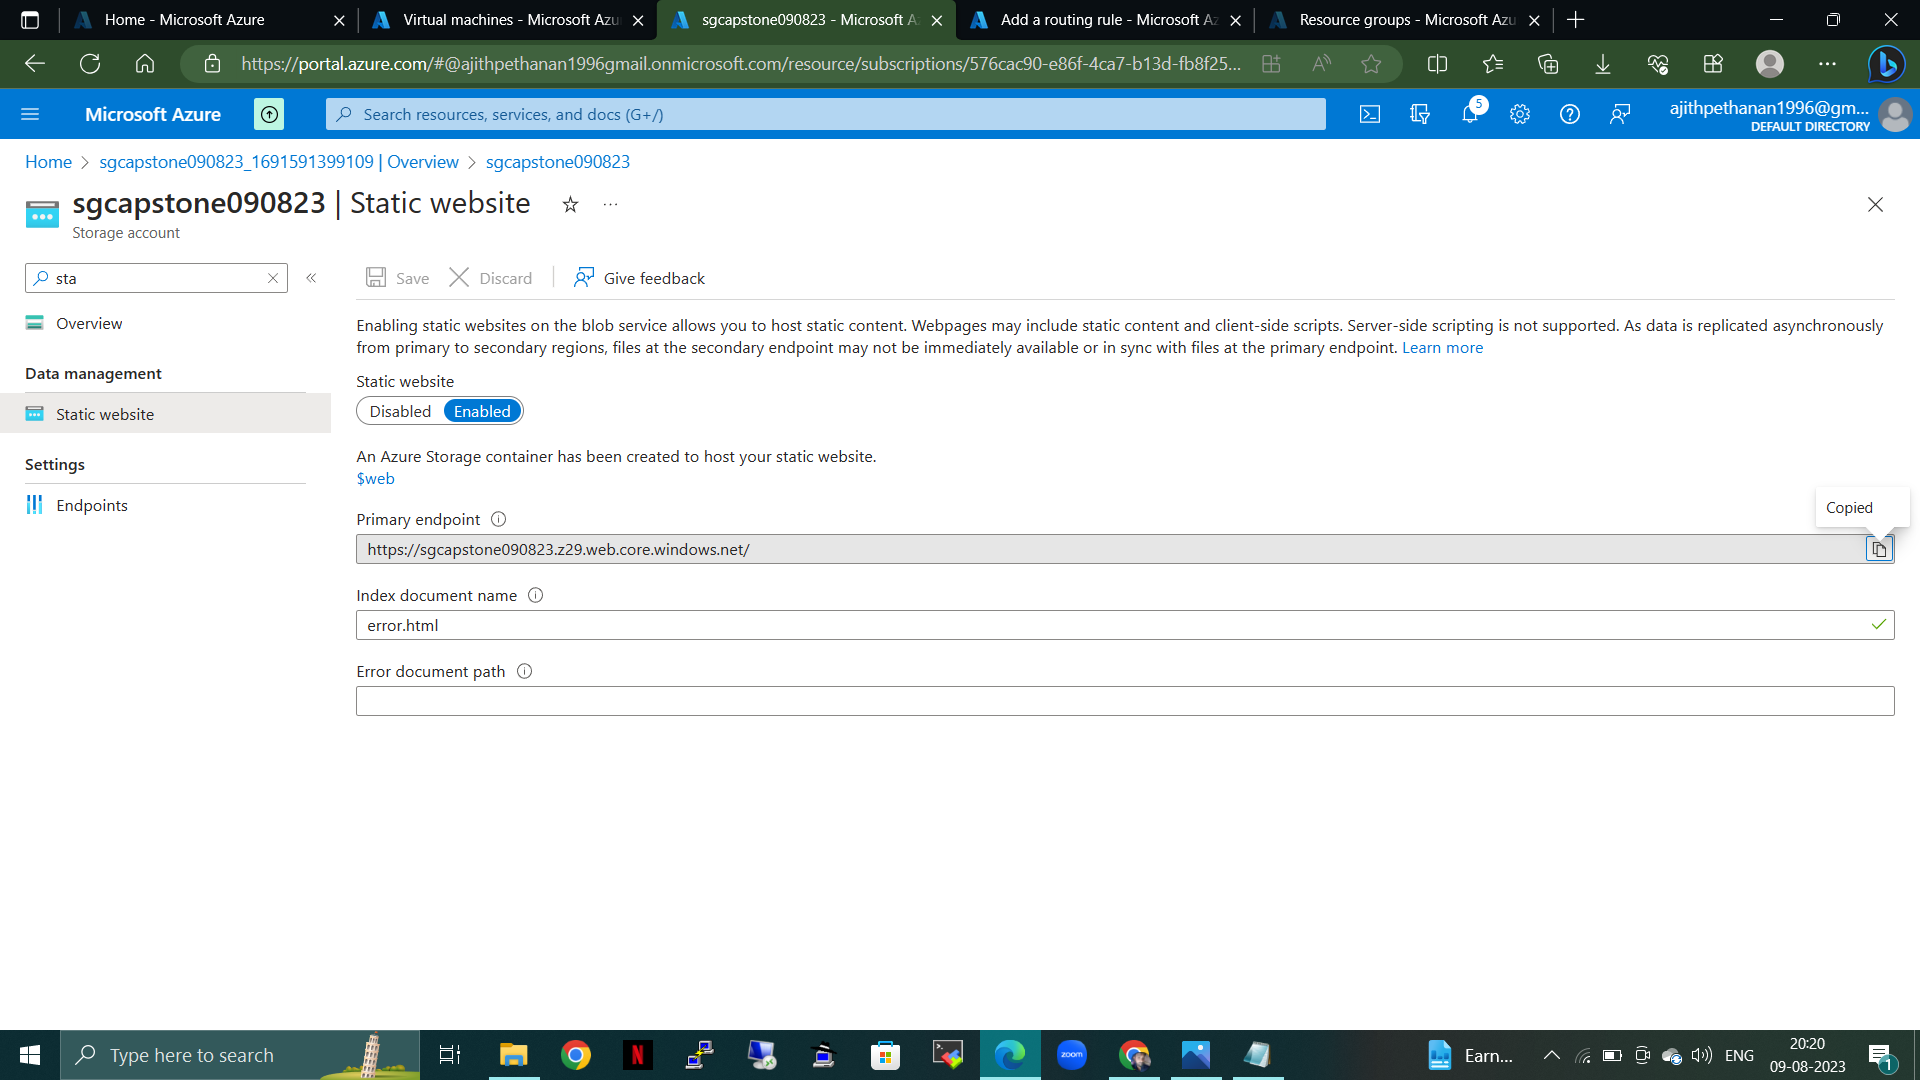 Home - Microsoft Azure
Virtual machines - Microsoft Azu
sgcapstone090823 - Microsoft A
Add a routing rule - Microsoft Az
Resource groups - Microsoft Azu
https://portal.azure.com/#@ajithpethanan1996gmail.onmicrosoft.com/resource/subscriptions/576cac90-e86f-4ca7-b13d-fb8f25...
Microsoft Azure
Search resources, services, and docs (G+/)
5
ajithpethanan1996@gm...
DEFAULT DIRECTORY
Home > sgcapstone090823_1691591399109 | Overview > sgcapstone090823
sgcapstone090823 | Static website
Storage account
sta
Overview
Data management
Static website
Settings
Endpoints
Save
Discard
Give feedback
Enabling static websites on the blob service allows you to host static content. Webpages may include static content and client-side scripts. Server-side scripting is not supported. As data is replicated asynchronously
from primary to secondary regions, files at the secondary endpoint may not be immediately available or in sync with files at the primary endpoint. Learn more
Static website
Disabled Enabled
An Azure Storage container has been created to host your static website.
$web
Copied
Primary endpoint
https://sgcapstone090823.z29.web.core.windows.net/
Index document name
error.html
Error document path
Type here to search
N
zoom
Earn...
ENG
20:20
09-08-2023
1